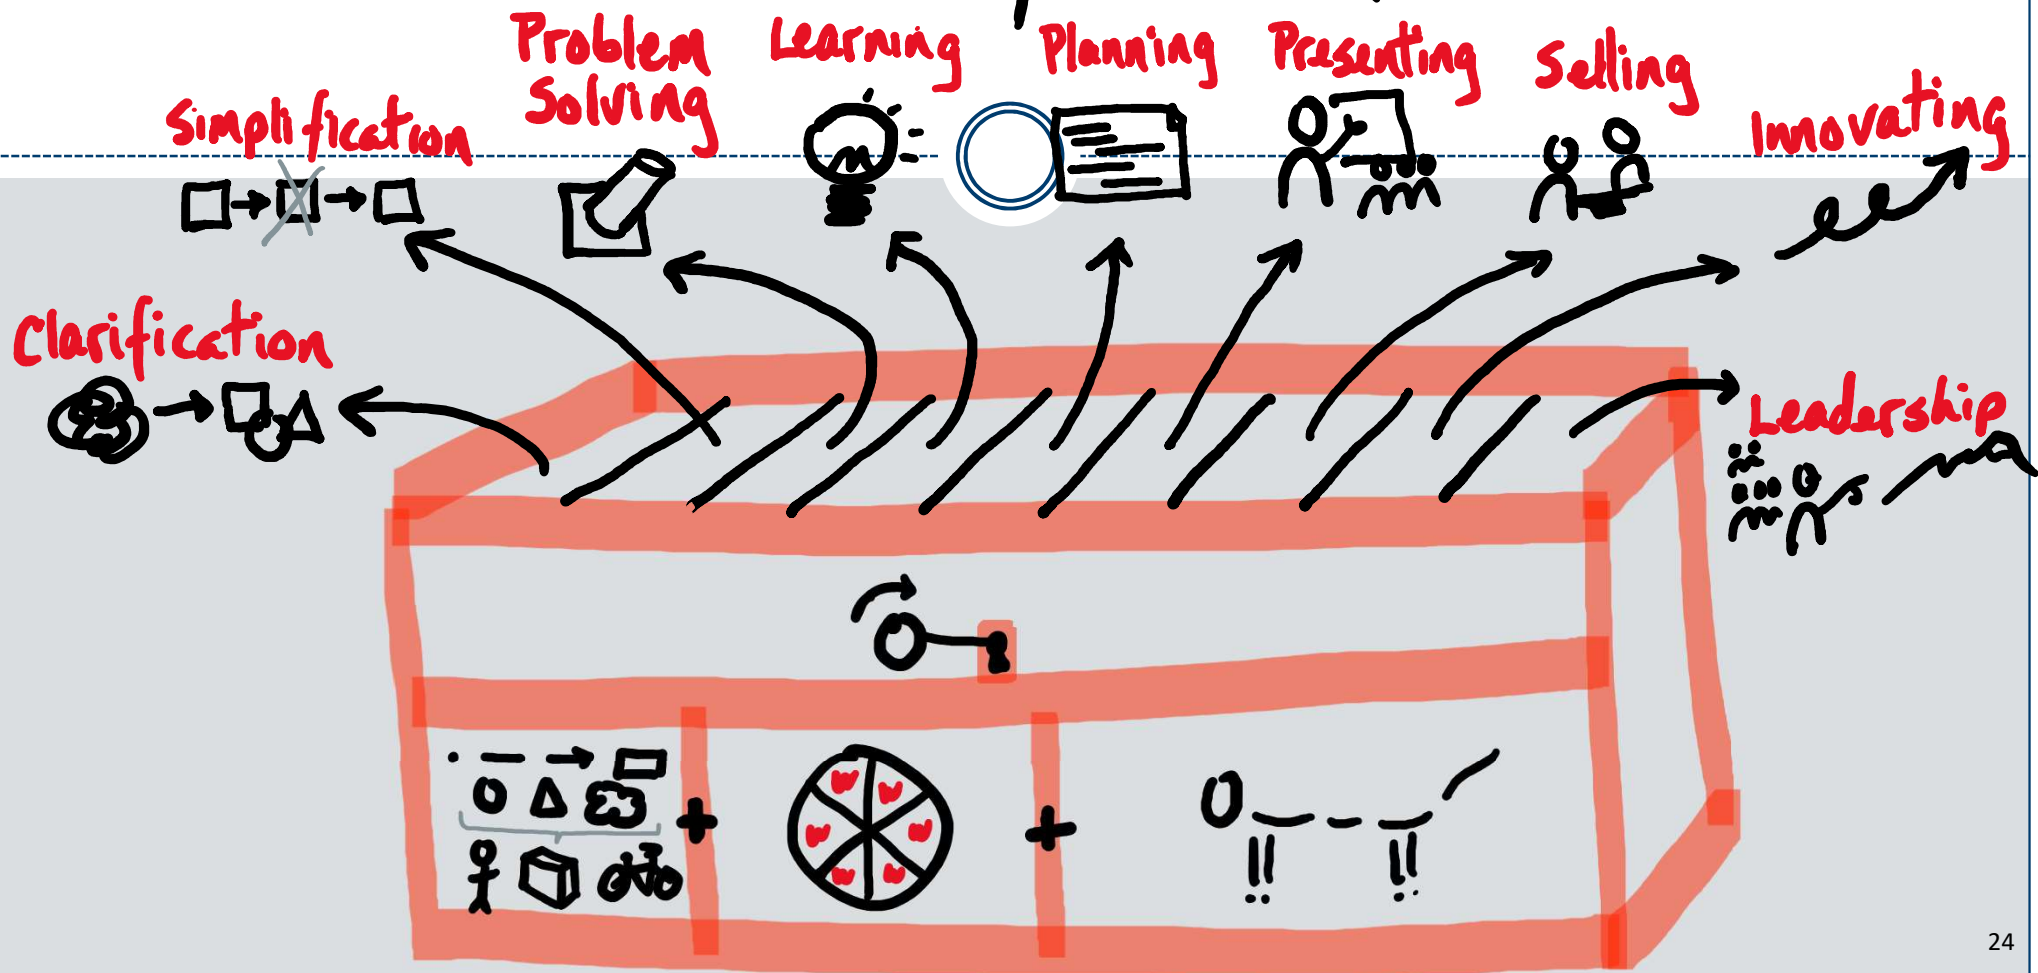 Problem
Solving
Learning
Planning
Presenting
Selling
Simplification
Innovating
Clarification
Leadership
W W
W W
W W
24